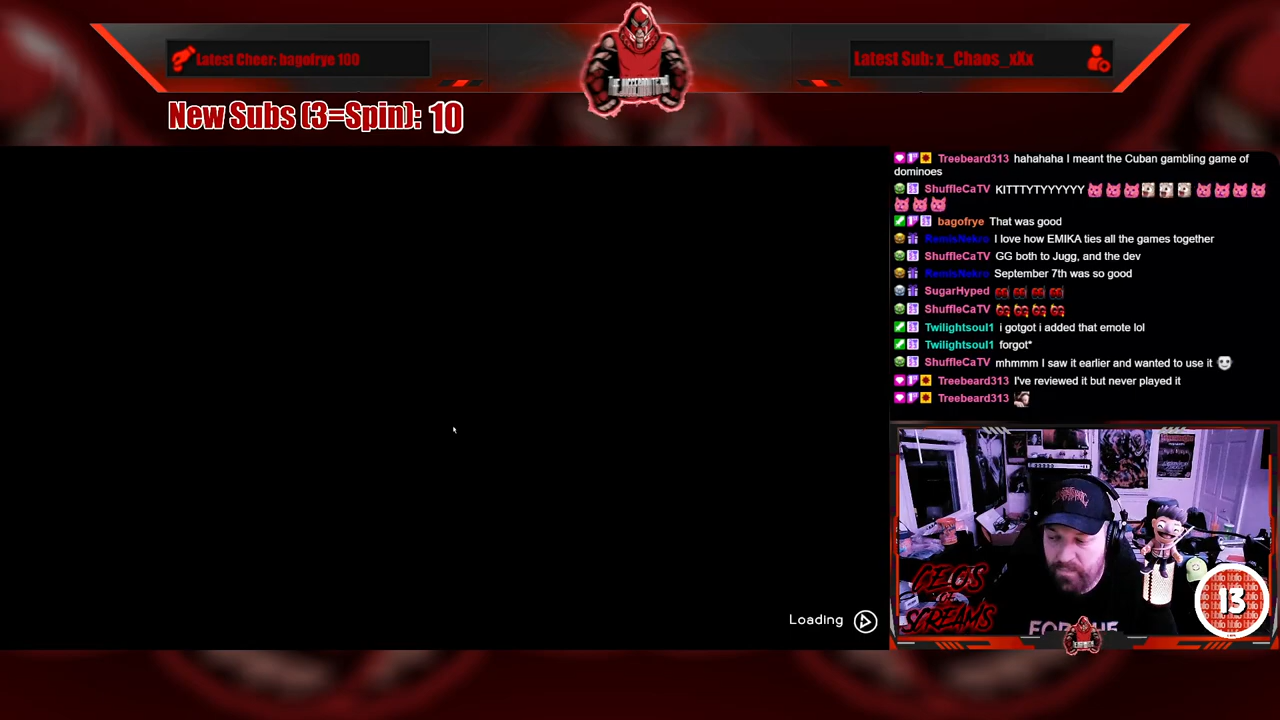 Latest Cheer: bagofrye 100
Latest Sub: x_Chaos_xXx
New Subs (3=Spin): 10
Treebeard313 hahahaha I meant the Cuban gambling game of
dominoes
ShuffleCaTV KITTTYTYYYYYY
bagofrye That was good
RemisNekro I love how EMIKA ties all the games together
ShuffleCaTV GG both to Jugg, and the dev
RemisNekro September 7th was so good
SugarHyped
ShuffleCaTV
Twilightsoul1 i gotgot i added that emote lol
Twilightsoul1 forgot*
ShuffleCaTV mhmmm I saw it earlier and wanted to use it
Treebeard313 I've reviewed it but never played it
Treebeard313
Loading
SCREAMS
13